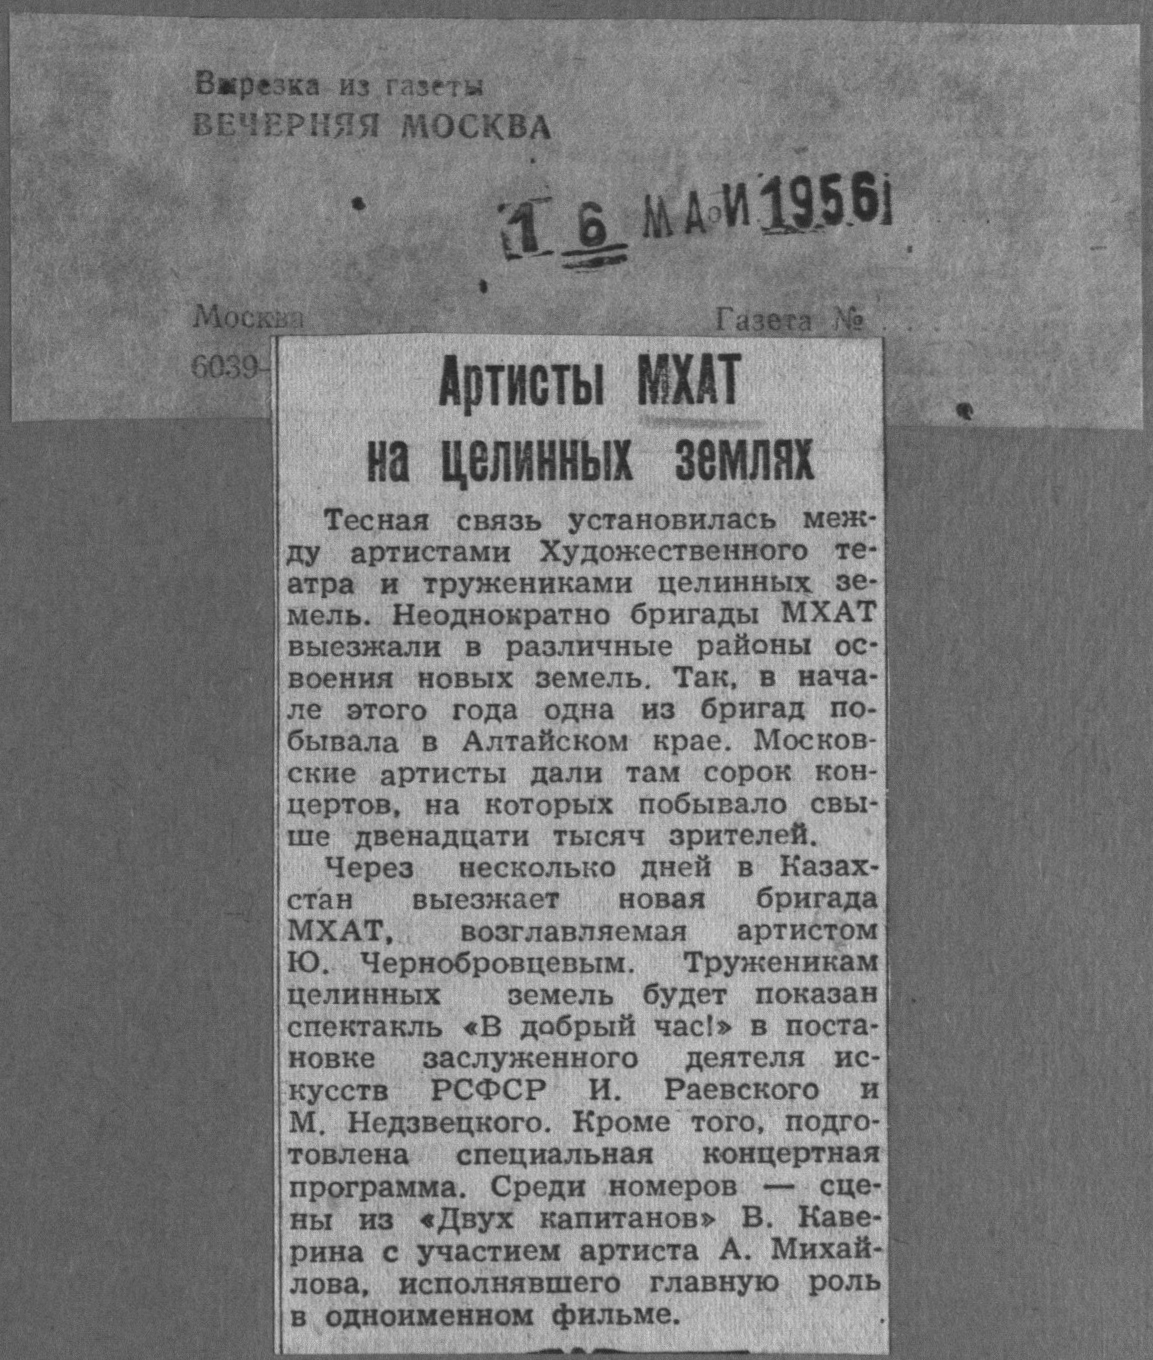 Вырезка из газеты
ВЕЧЕРНЯЯ МОСКВА
16 МАЙ 1956
Москва
Газета №
6039-
Артисты МХАТ
на целинных землях
Тесная связь установилась меж-
ду артистами Художественного те-
атра и тружениками целинных зе-
мель. Неоднократно бригады МХАТ
выезжали в различные районы ос-
воения новых земель. Так, в нача-
ле этого года одна из бригад по-
бывала в Алтайском крае. Москов-
ские артисты дали там сорок кон-
цертов, на которых побывало свы-
ше двенадцати тысяч зрителей.
Через несколько дней в Казах-
стан выезжает новая бригада
МХАТ, возглавляемая артистом
Ю. Чернобровцевым. Труженикам
целинных земель будет показан
спектакль «В добрый час!» в поста-
новке заслуженного деятеля ис-
кусств РСФСР И. Раевского и
М. Недзвецкого. Кроме того, подго-
товлена специальная концертная
программа. Среди номеров — сце-
ны из «Двух капитанов» В. Каве-
рина с участием артиста А. Михай-
лова, исполнявшего главную роль
в одноименном фильме.